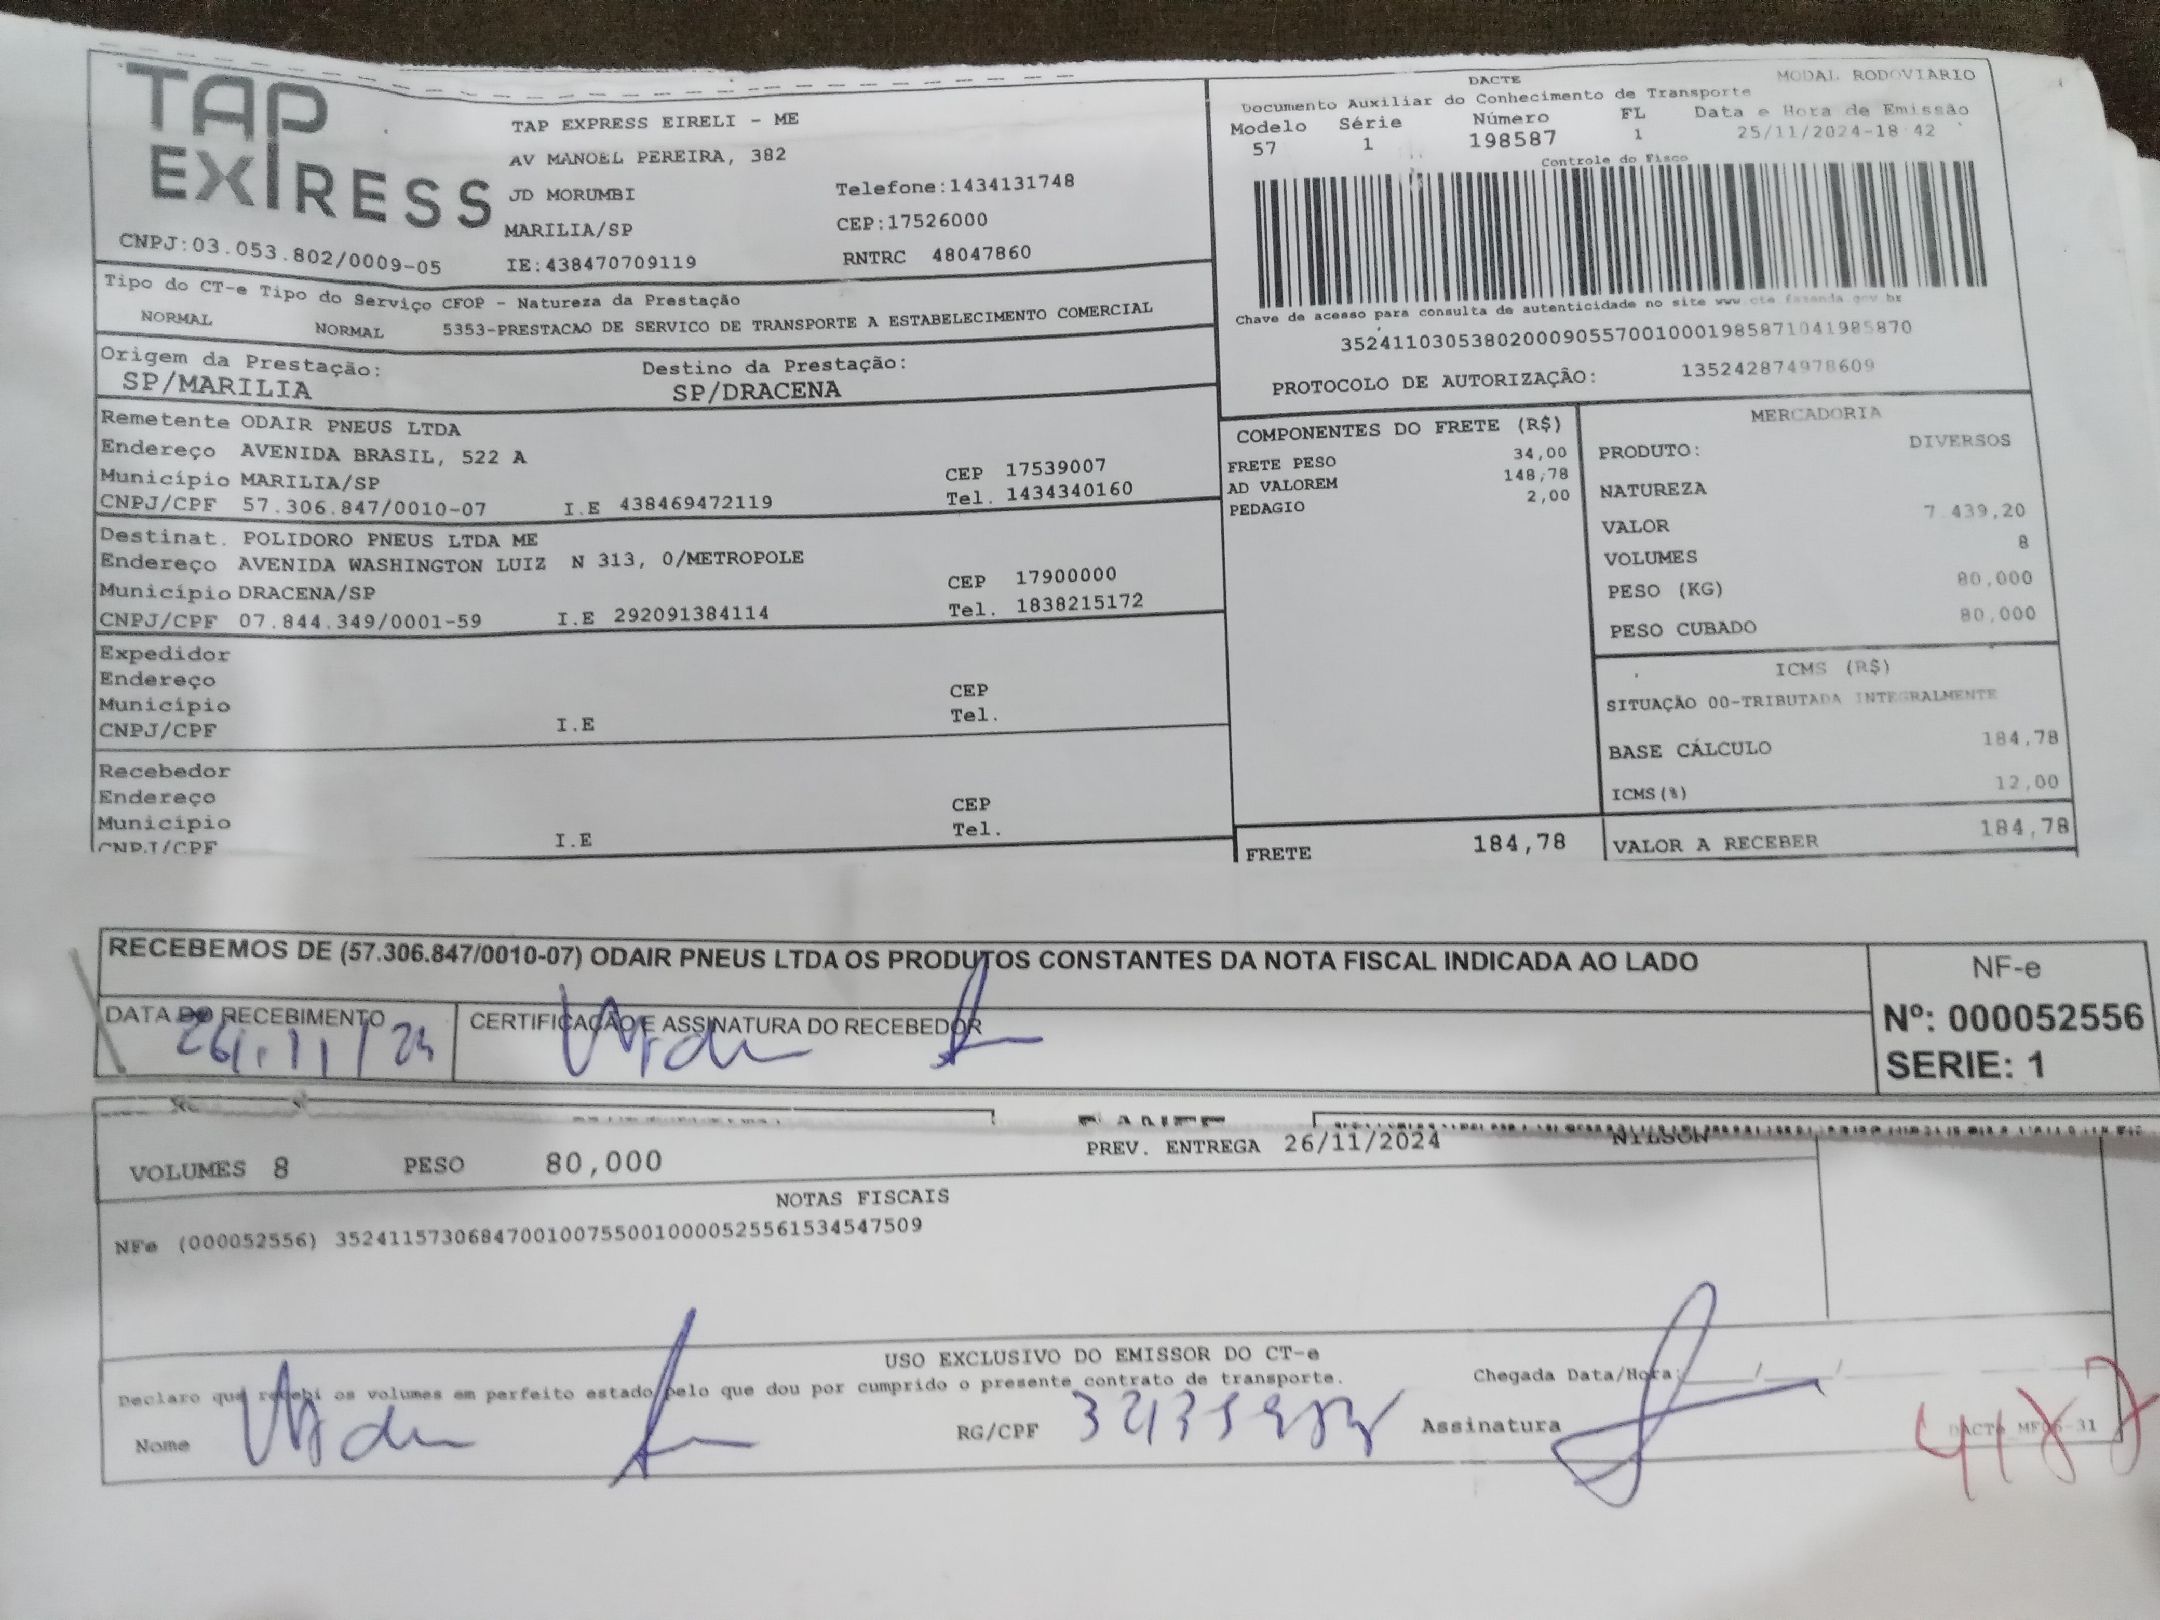 TAP EXPRESS
TAP EXPRESS EIRELI - ME
AV MANOEL PEREIRA, 382
JD MORUMBI Telefone:1434131748
MARILIA/SP CEP:17526000
CNPJ:03.053.802/0009-05 IE:438470709119 RNTRC 48047860
DACTE MODAL RODOVIARIO
Documento Auxiliar do Conhecimento de Transporte
Modelo Série Número FL Data e Hora de Emissão
57 1 198587 1 25/11/2024-18:42
Controle do Fisco
Chave de acesso para consulta de autenticidade no site www.cte.fazenda.gov.br
35241103053802000905570010001985871041985870
PROTOCOLO DE AUTORIZAÇÃO: 135242874978609
Tipo do CT-e Tipo do Serviço CFOP - Natureza da Prestação
NORMAL NORMAL 5353-PRESTACAO DE SERVICO DE TRANSPORTE A ESTABELECIMENTO COMERCIAL
Origem da Prestação: Destino da Prestação:
SP/MARILIA SP/DRACENA
Remetente ODAIR PNEUS LTDA
Endereço AVENIDA BRASIL, 522 A
Município MARILIA/SP CEP 17539007
CNPJ/CPF 57.306.847/0010-07 I.E 438469472119 Tel. 1434340160
Destinat. POLIDORO PNEUS LTDA ME
Endereço AVENIDA WASHINGTON LUIZ N 313, 0/METROPOLE
Município DRACENA/SP CEP 17900000
CNPJ/CPF 07.844.349/0001-59 I.E 292091384114 Tel. 1838215172
Expedidor
Endereço
Município CEP
CNPJ/CPF I.E Tel.
Recebedor
Endereço
Município CEP
CNPJ/CPF I.E Tel.
COMPONENTES DO FRETE (R$)
FRETE PESO 34,00
AD VALOREM 148,78
PEDAGIO 2,00
FRETE 184,78
MERCADORIA
PRODUTO: DIVERSOS
NATUREZA
VALOR 7.439,20
VOLUMES 8
PESO (KG) 80,000
PESO CUBADO 80,000
ICMS (R$)
SITUAÇÃO 00-TRIBUTADA INTEGRALMENTE
BASE CÁLCULO 184,78
ICMS(%) 12,00
VALOR A RECEBER 184,78
RECEBEMOS DE (57.306.847/0010-07) ODAIR PNEUS LTDA OS PRODUTOS CONSTANTES DA NOTA FISCAL INDICADA AO LADO
DATA DO RECEBIMENTO CERTIFICAÇÃO E ASSINATURA DO RECEBEDOR
26/11/24
NF-e
Nº: 000052556
SERIE: 1
VOLUMES 8 PESO 80,000 PREV. ENTREGA 26/11/2024 NILSON
NOTAS FISCAIS
NFe (000052556) 35241157306847001007550010000525561534547509
USO EXCLUSIVO DO EMISSOR DO CT-e
Declaro que recebi os volumes em perfeito estado pelo que dou por cumprido o presente contrato de transporte.
Chegada Data/Hora: / /
Nome RG/CPF Assinatura